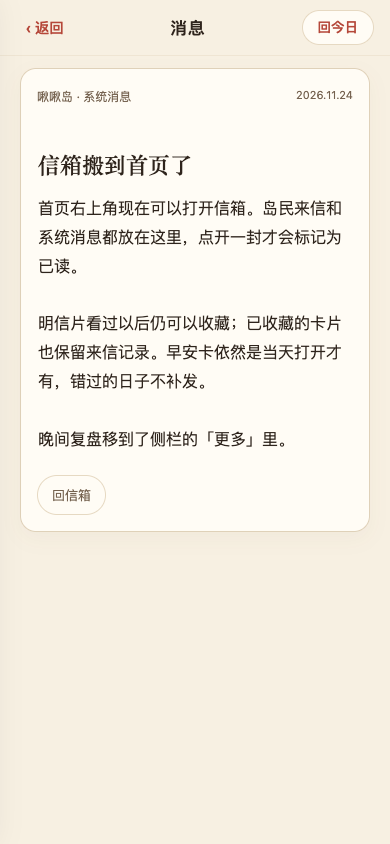 ‹ 返回
消息
回今日
啾啾岛 · 系统消息
2026.11.24
信箱搬到首页了
首页右上角现在可以打开信箱。岛民来信和
系统消息都放在这里，点开一封才会标记为
已读。
明信片看过以后仍可以收藏；已收藏的卡片
也保留来信记录。早安卡依然是当天打开才
有，错过的日子不补发。
晚间复盘移到了侧栏的「更多」里。
回信箱